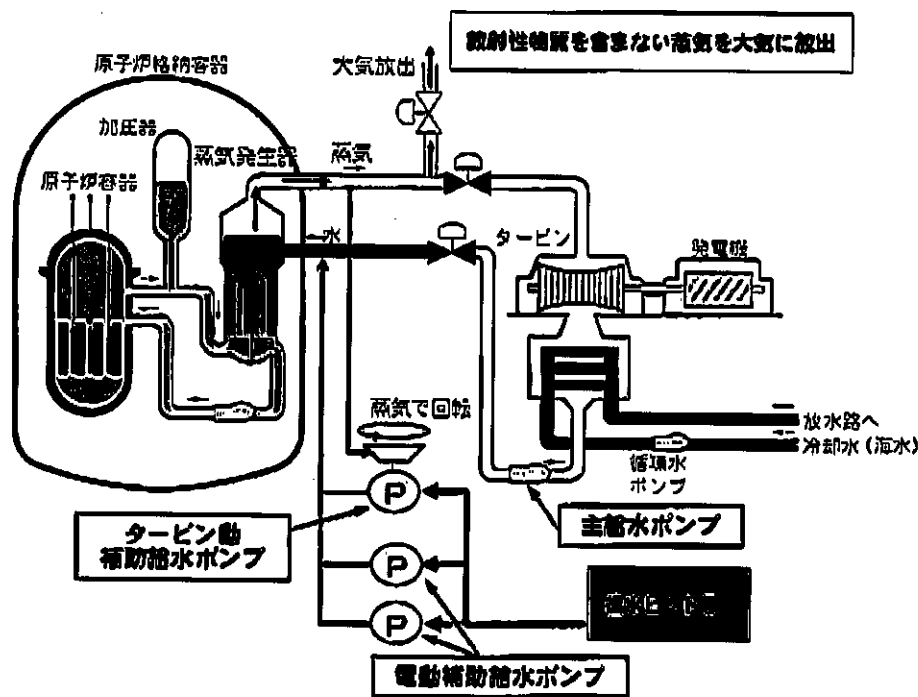 放射性物質を含まない蒸気を大気に放出
大気放出
原子炉格納容器
加圧器
蒸気発生器
蒸気
原子炉容器
水
タービン
発電機
蒸気で回転
放水路へ
冷却水(海水)
循環水
ポンプ
P
タービン動
補助給水ポンプ
主給水ポンプ
P
P
電動補助給水ポンプ